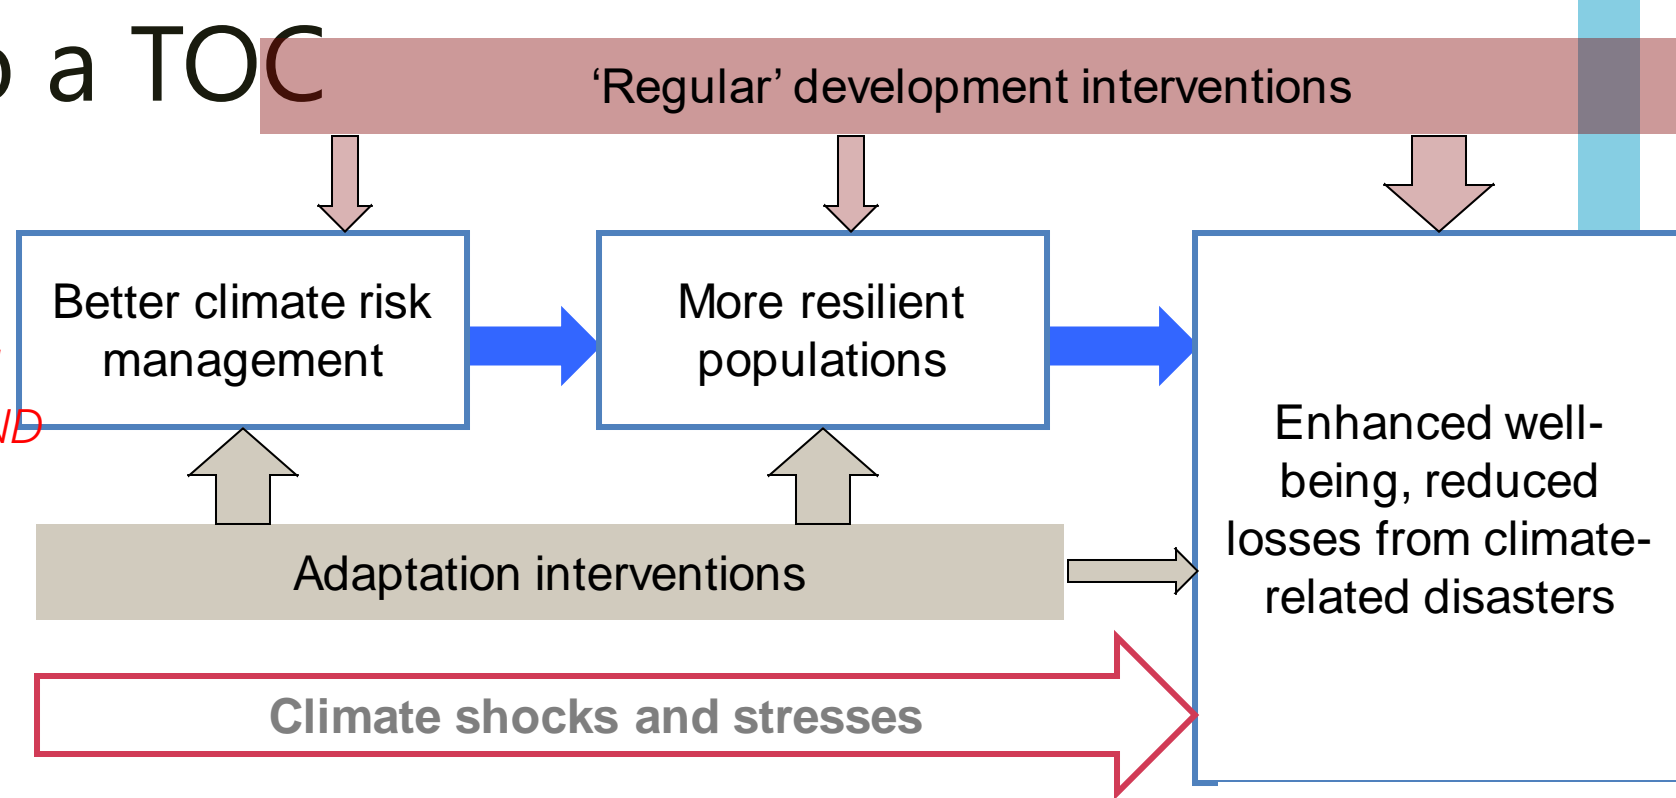 a TOC
‘Regular’ development interventions
Better climate risk
management
More resilient
populations
Enhanced well-
being, reduced
losses from climate-
related disasters
Adaptation interventions
Climate shocks and stresses